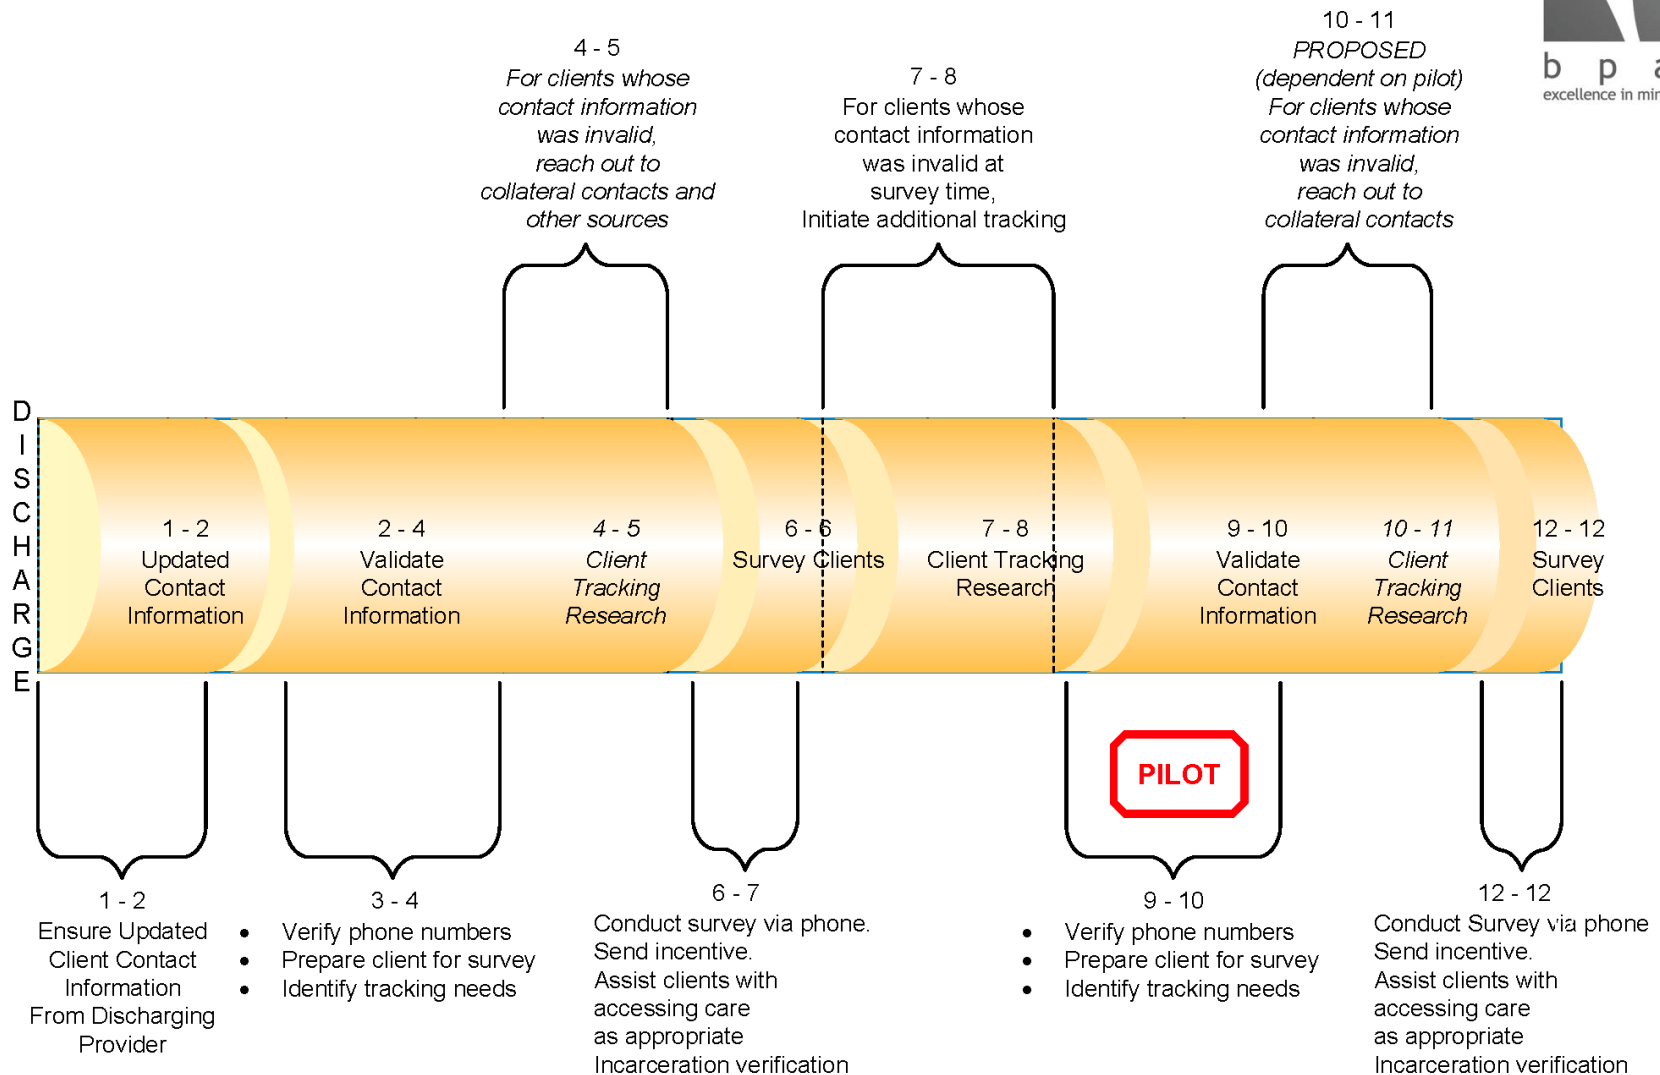 10 - 11
PROPOSED
(dependent on pilot)
For clients whose
contact information
was invalid,
reach out to
collateral contacts
4 - 5
For clients whose
contact information
was invalid,
reach out to
collateral contacts and
other sources
7 - 8
For clients whose
contact information
was invalid at
survey time,
Initiate additional tracking
b p a
excellence in
DISCHARGE
1 - 2
Updated
Contact
Information
2 - 4
Validate
Contact
Information
4 - 5
Client
Tracking
Research
6 - 6
Survey Clients
7 - 8
Client Tracking
Research
9 - 10
Validate
Contact
Information
10 - 11
Client
Tracking
Research
12 - 12
Survey
Clients
PILOT
1 - 2
Ensure Updated
Client Contact
Information
From Discharging
Provider
3 - 4
• Verify phone numbers
• Prepare client for survey
• Identify tracking needs
6 - 7
Conduct survey via phone.
Send incentive.
Assist clients with
accessing care
as appropriate
Incarceration verification
9 - 10
• Verify phone numbers
• Prepare client for survey
• Identify tracking needs
12 - 12
Conduct Survey via phone
Send incentive.
Assist clients with
accessing care
as appropriate
Incarceration verification